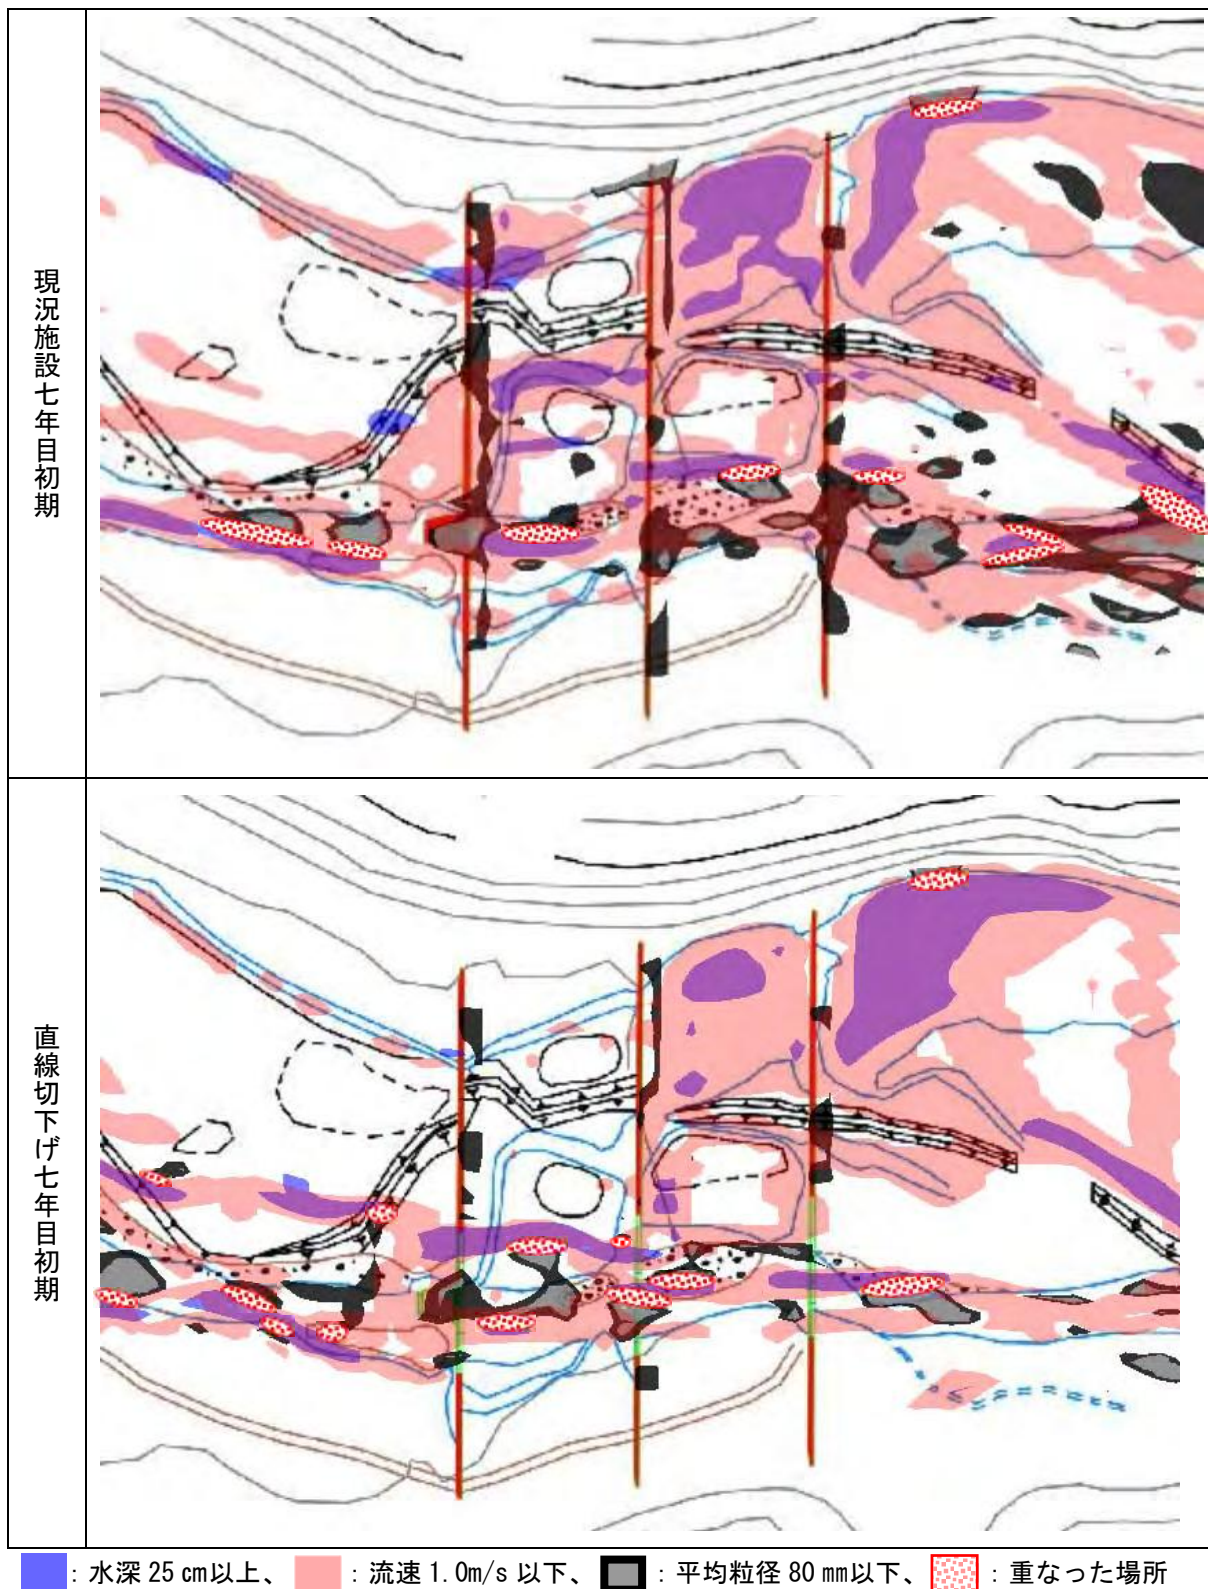 現況施設七年目初期
直線切下げ七年目初期
：水深 25 cm以上、 ：流速 1.0m/s 以下、 ：平均粒径 80 mm以下、 ：重なった場所